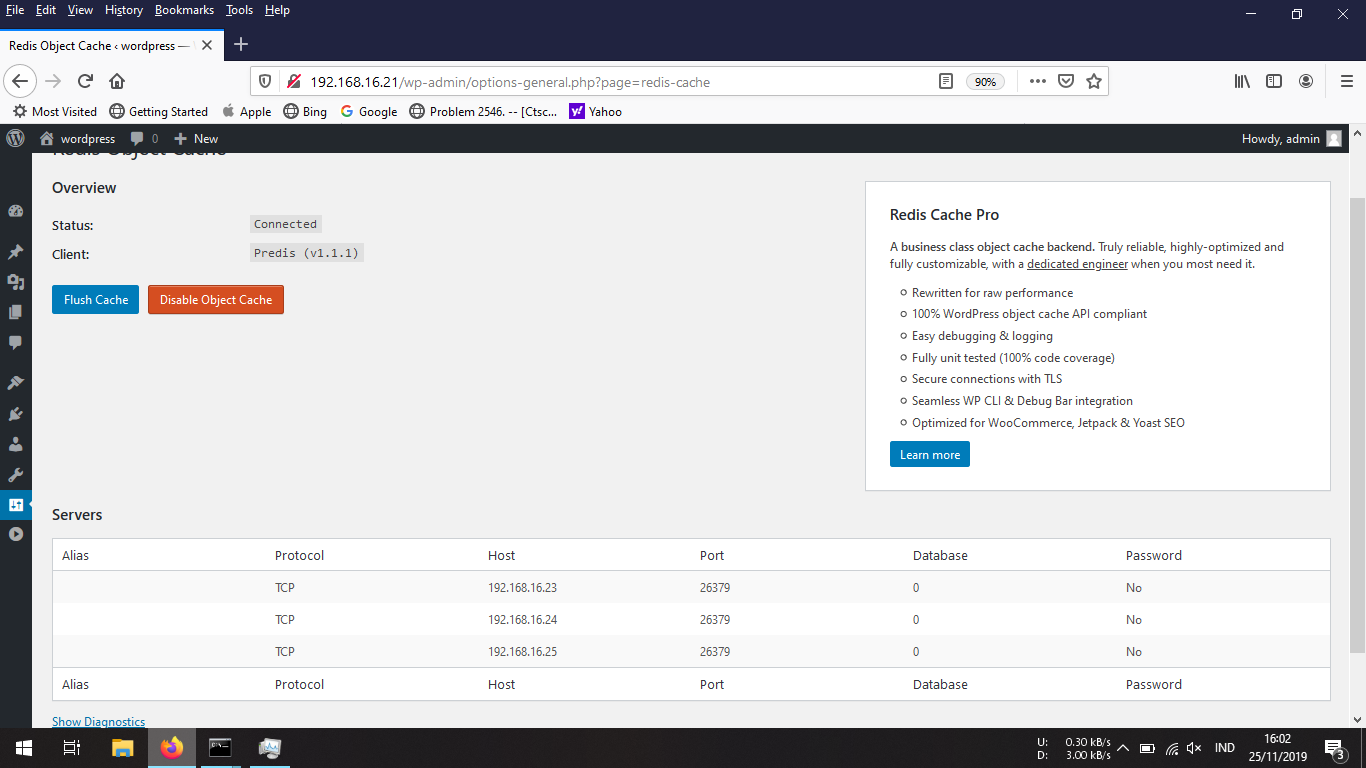 File Edit View History Bookmarks Tools Help
Redis Object Cache ‹ wordpress —
192.168.16.21/wp-admin/options-general.php?page=redis-cache
90%
Most Visited Getting Started Apple Bing Google Problem 2546. -- [Ctsc... Yahoo
wordpress 0 New Howdy, admin
Redis Object Cache
Overview
Status: Connected
Client: Predis (v1.1.1)
Flush Cache Disable Object Cache
Redis Cache Pro
A business class object cache backend. Truly reliable, highly-optimized and
fully customizable, with a dedicated engineer when you most need it.
Rewritten for raw performance
100% WordPress object cache API compliant
Easy debugging & logging
Fully unit tested (100% code coverage)
Secure connections with TLS
Seamless WP CLI & Debug Bar integration
Optimized for WooCommerce, Jetpack & Yoast SEO
Learn more
Servers
Alias Protocol Host Port Database Password
TCP 192.168.16.23 26379 0 No
TCP 192.168.16.24 26379 0 No
TCP 192.168.16.25 26379 0 No
Alias Protocol Host Port Database Password
Show Diagnostics
U: 0.30 kB/s
D: 3.00 kB/s
IND
16:02
25/11/2019
3